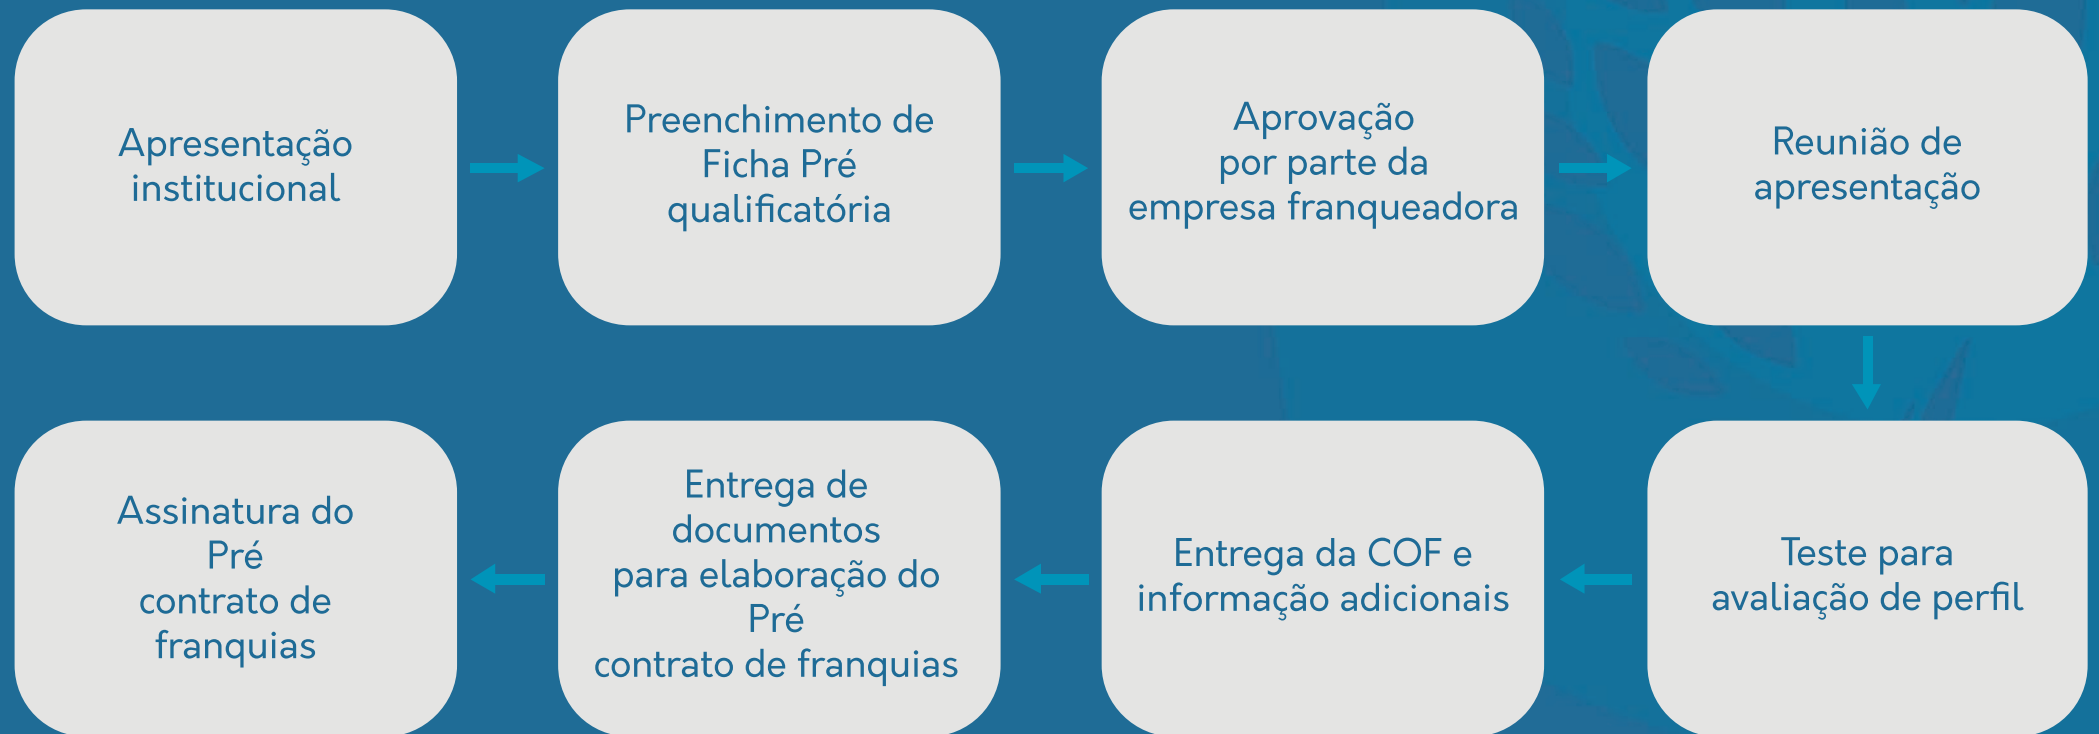 Apresentação
institucional
Preenchimento de
Ficha Pré
qualificatória
Aprovação
por parte da
empresa franqueadora
Reunião de
apresentação
Teste para
avaliação de perfil
Entrega da COF e
informação adicionais
Entrega de
documentos
para elaboração do
Pré
contrato de franquias
Assinatura do
Pré
contrato de
franquias